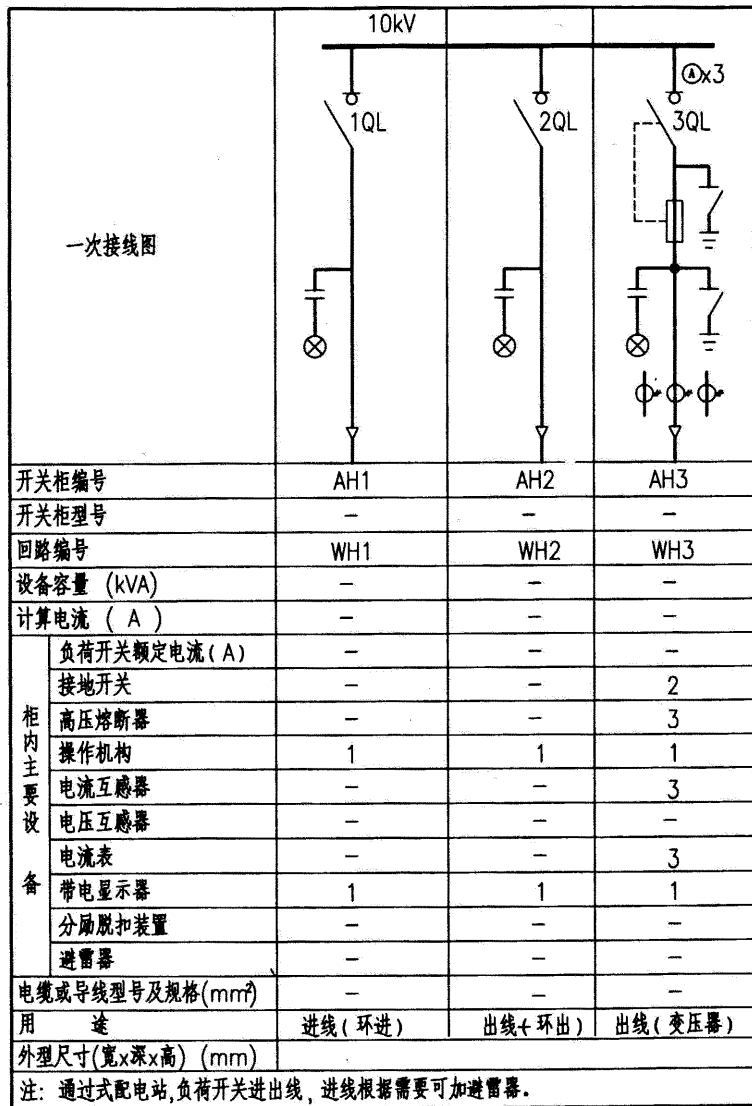 10kV
Ⓐx3
1QL 2QL 3QL
一次接线图
开关柜编号 AH1 AH2 AH3
开关柜型号 – – –
回路编号 WH1 WH2 WH3
设备容量 (kVA) – – –
计算电流 ( A ) – – –
柜内主要设备
负荷开关额定电流(A) – – –
接地开关 – – 2
高压熔断器 – – 3
操作机构 1 1 1
电流互感器 – – 3
电压互感器 – – –
电流表 – – 3
带电显示器 1 1 1
分励脱扣装置 – – –
避雷器 – – –
电缆或导线型号及规格(mm²) – – –
用 途 进线(环进) 出线(环出) 出线(变压器)
外型尺寸(宽x深x高) (mm)
注: 通过式配电站,负荷开关进出线, 进线根据需要可加避雷器.